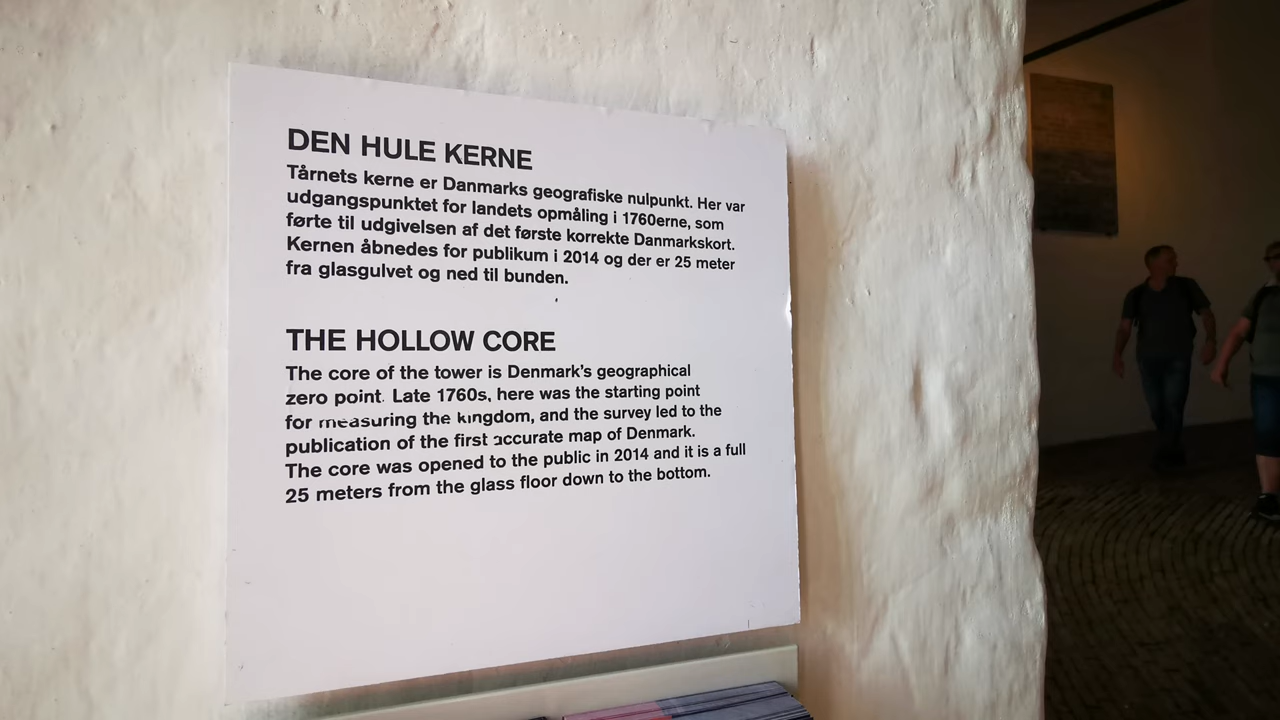 DEN HULE KERNE
Tårnets kerne er Danmarks geografiske nulpunkt. Her var
udgangspunktet for landets opmåling i 1760erne, som
førte til udgivelsen af det første korrekte Danmarkskort.
Kernen åbnedes for publikum i 2014 og der er 25 meter
fra glasgulvet og ned til bunden.
THE HOLLOW CORE
The core of the tower is Denmark's geographical
zero point. Late 1760s, here was the starting point
for measuring the kingdom, and the survey led to the
publication of the first accurate map of Denmark.
The core was opened to the public in 2014 and it is a full
25 meters from the glass floor down to the bottom.